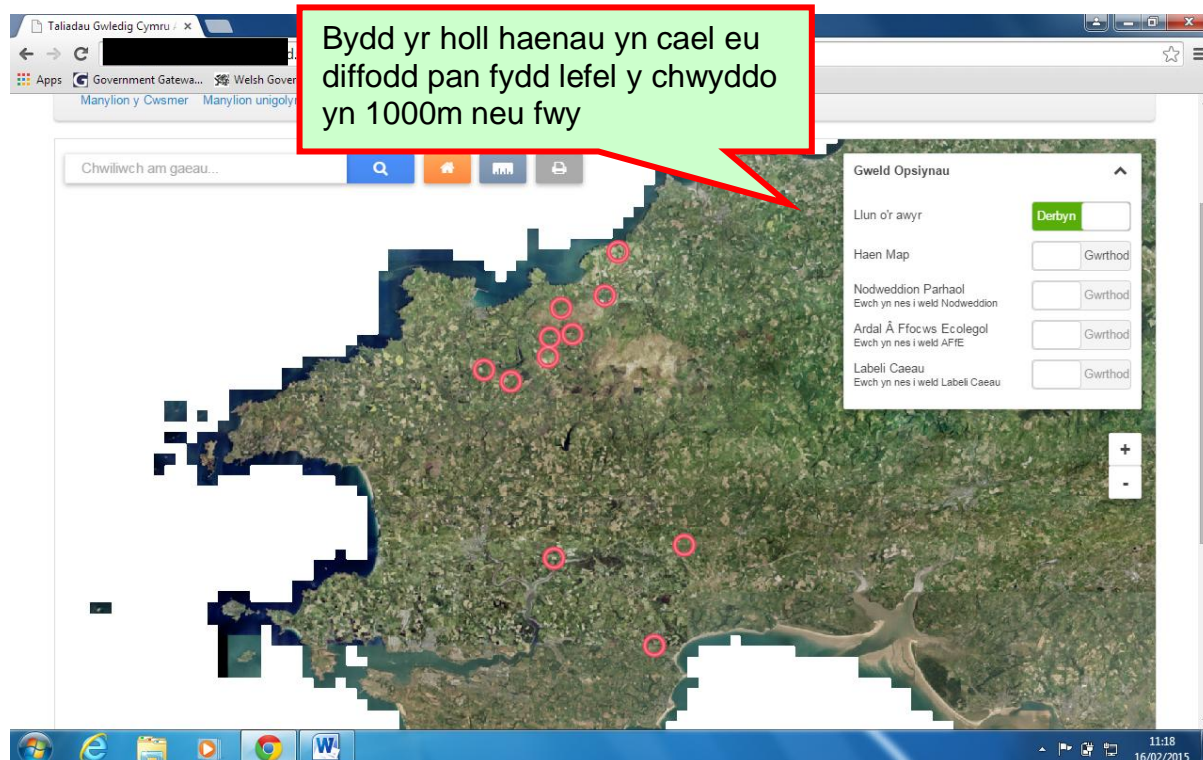 Taliadau Gwledig Cymru
Bydd yr holl haenau yn cael eu
diffodd pan fydd lefel y chwyddo
yn 1000m neu fwy
Apps
Government Gatewa...
Welsh Gover
Manylion y Cwsmer
Manylion unigolyn
Chwiliwch am gaeau...
Gweld Opsiynau
Llun o'r awyr
Derbyn
Haen Map
Gwrthod
Nodweddion Parhaol
Ewch yn nes i weld Nodweddion
Gwrthod
Ardal Â Ffocws Ecolegol
Ewch yn nes i weld AFfE
Gwrthod
Labeli Caeau
Ewch yn nes i weld Labeli Caeau
Gwrthod
+
-
11:18
16/02/2015